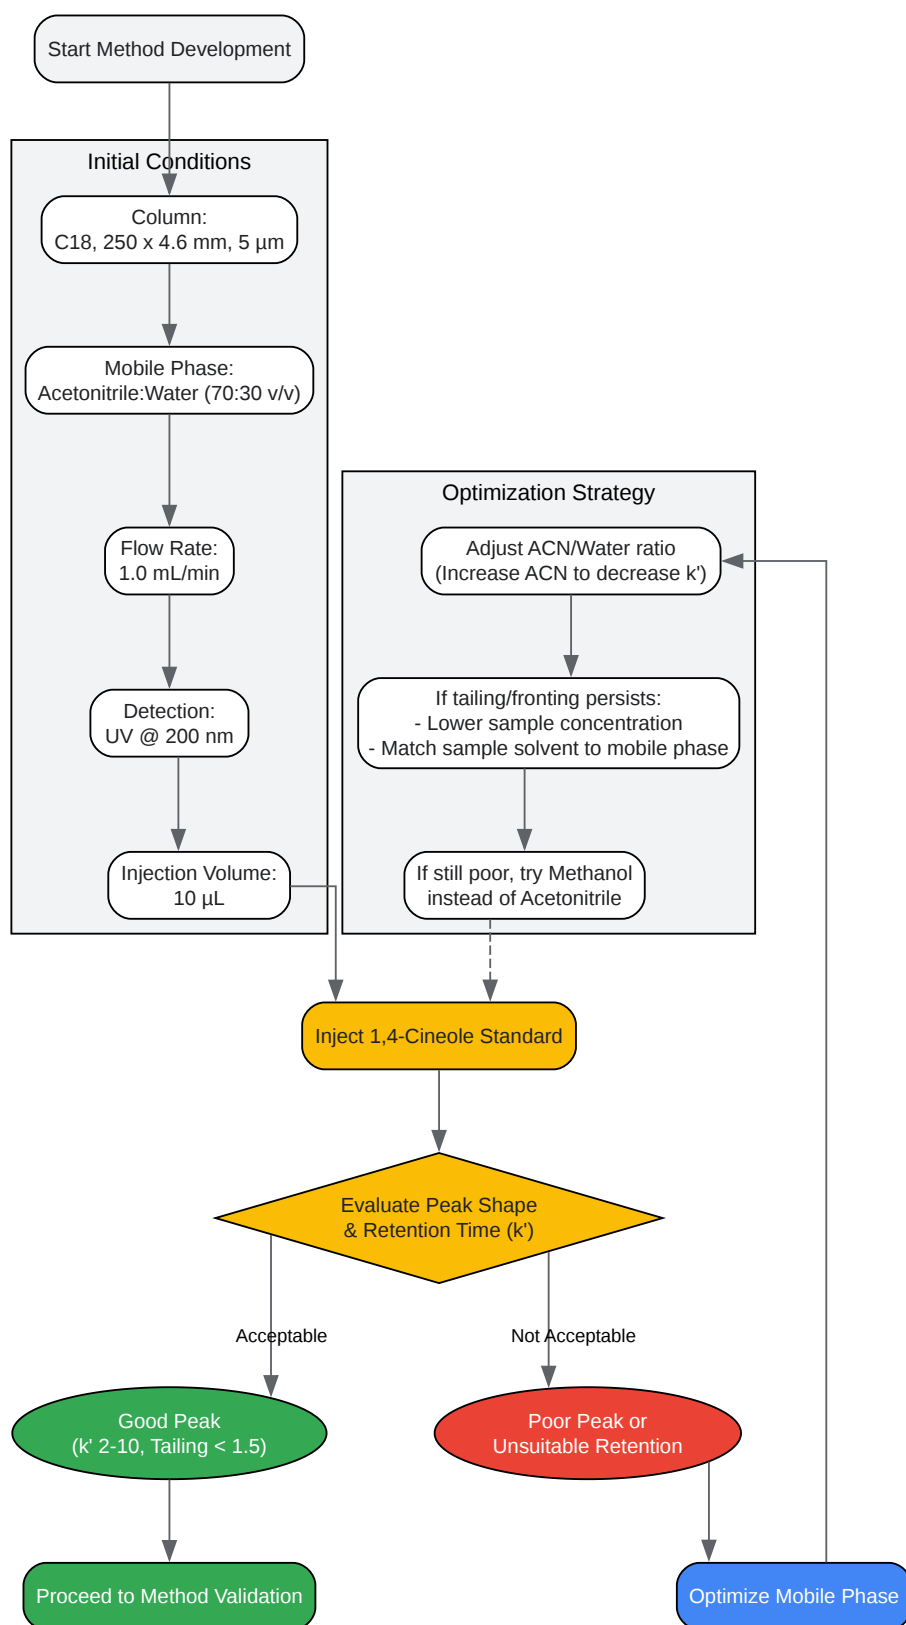 Start Method Development
Initial Conditions
Column:
C18, 250 x 4.6 mm, 5 µm
Mobile Phase:
Acetonitrile:Water (70:30 v/v)
Flow Rate:
1.0 mL/min
Detection:
UV @ 200 nm
Injection Volume:
10 µL
Optimization Strategy
Adjust ACN/Water ratio
(Increase ACN to decrease k')
If tailing/fronting persists:
- Lower sample concentration
- Match sample solvent to mobile phase
If still poor, try Methanol
instead of Acetonitrile
Inject 1,4-Cineole Standard
Evaluate Peak Shape
& Retention Time (k')
Acceptable
Not Acceptable
Good Peak
(k' 2-10, Tailing < 1.5)
Poor Peak or
Unsuitable Retention
Proceed to Method Validation
Optimize Mobile Phase